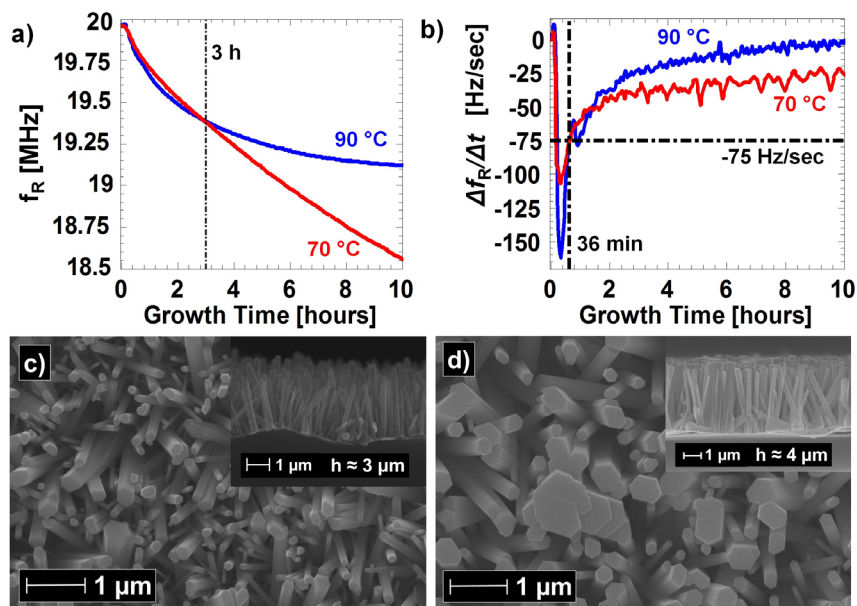 a)
20
19.75
19.5
19.25
19
18.75
18.5
f_R [MHz]
3 h
90 °C
70 °C
0 2 4 6 8 10
Growth Time [hours]
b)
0
-25
-50
-75
-100
-125
-150
Δf_R/Δt [Hz/sec]
90 °C
70 °C
-75 Hz/sec
36 min
0 2 4 6 8 10
Growth Time [hours]
c)
1 µm h ≈ 3 µm
1 µm
d)
1 µm h ≈ 4 µm
1 µm